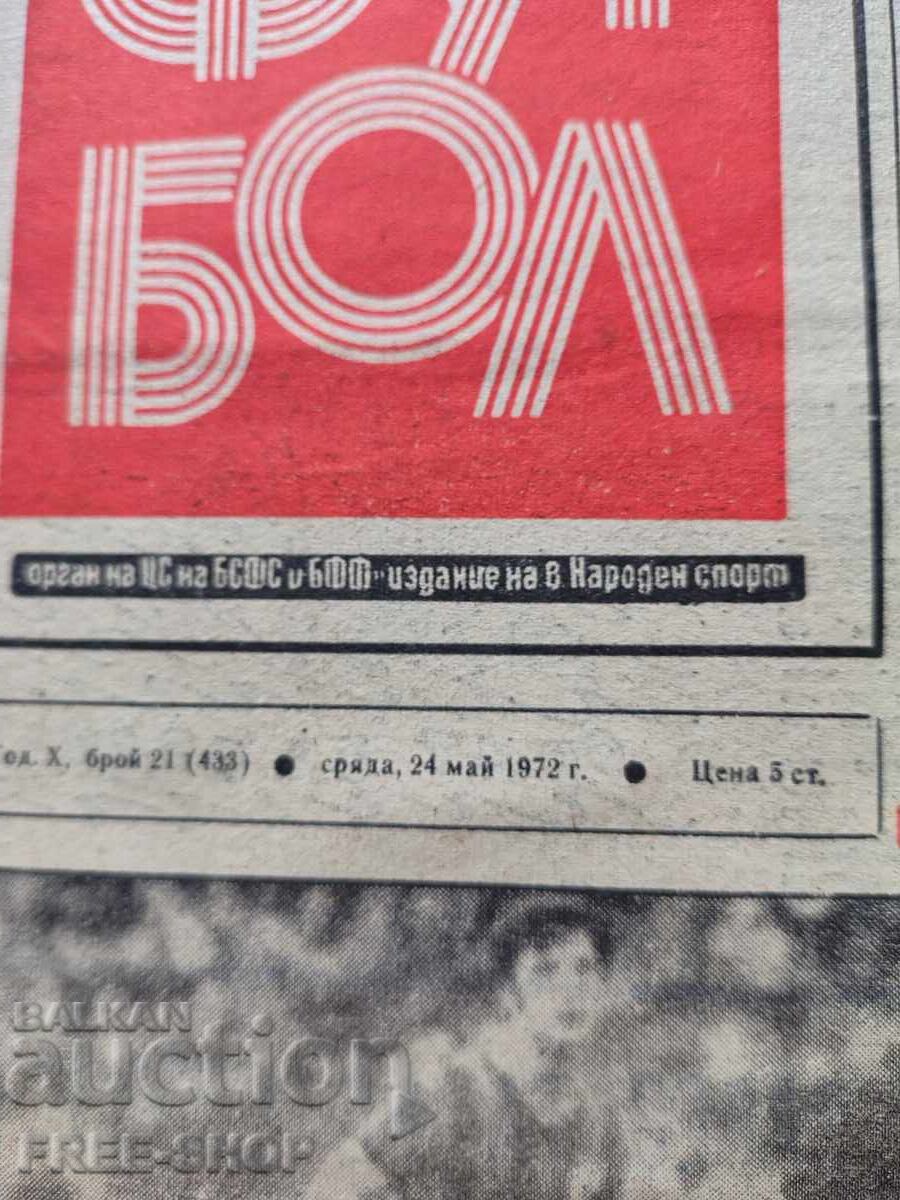 БОЛ
орган на ЦС на БСФС и БФФ • издание на в Народен спорт
од. X, брой 21 (433) ● сряда, 24 май 1972 г. ● Цена 5 ст.
BALKAN
auction
FREE-SHOP